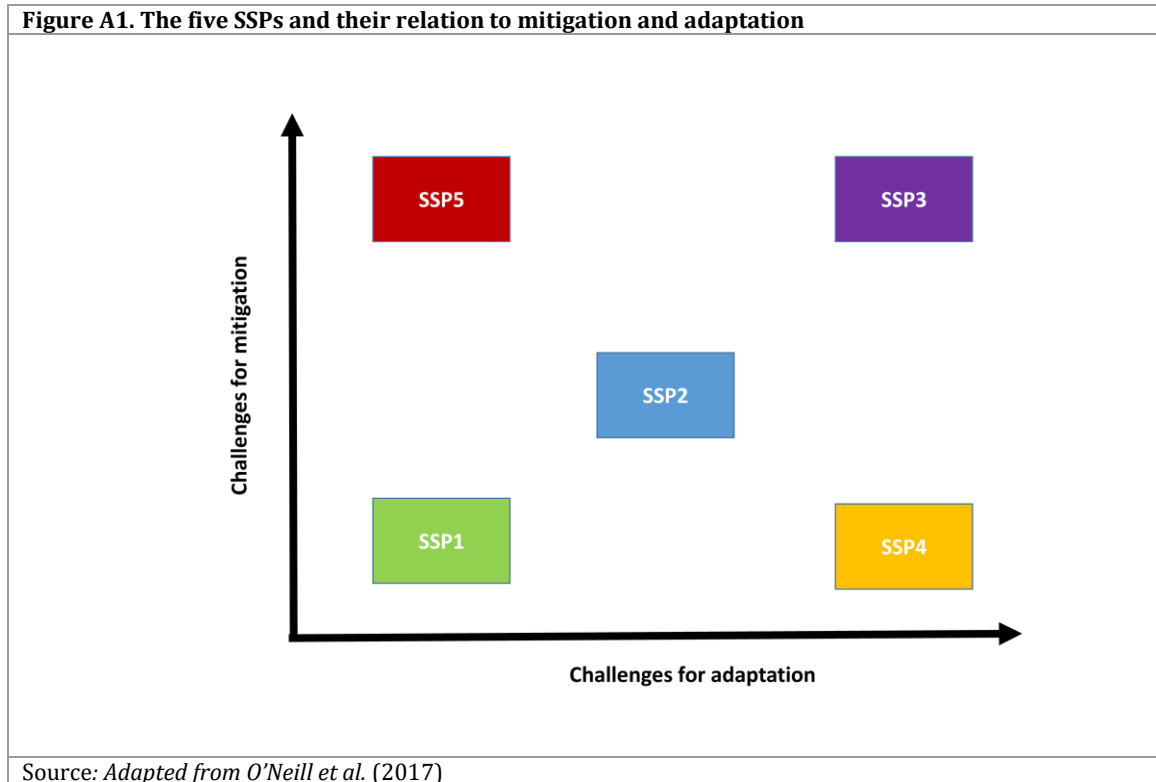 Figure A1. The five SSPs and their relation to mitigation and adaptation
Challenges for mitigation
SSP5
SSP3
SSP2
SSP1
SSP4
Challenges for adaptation
Source: Adapted from O’Neill et al. (2017)